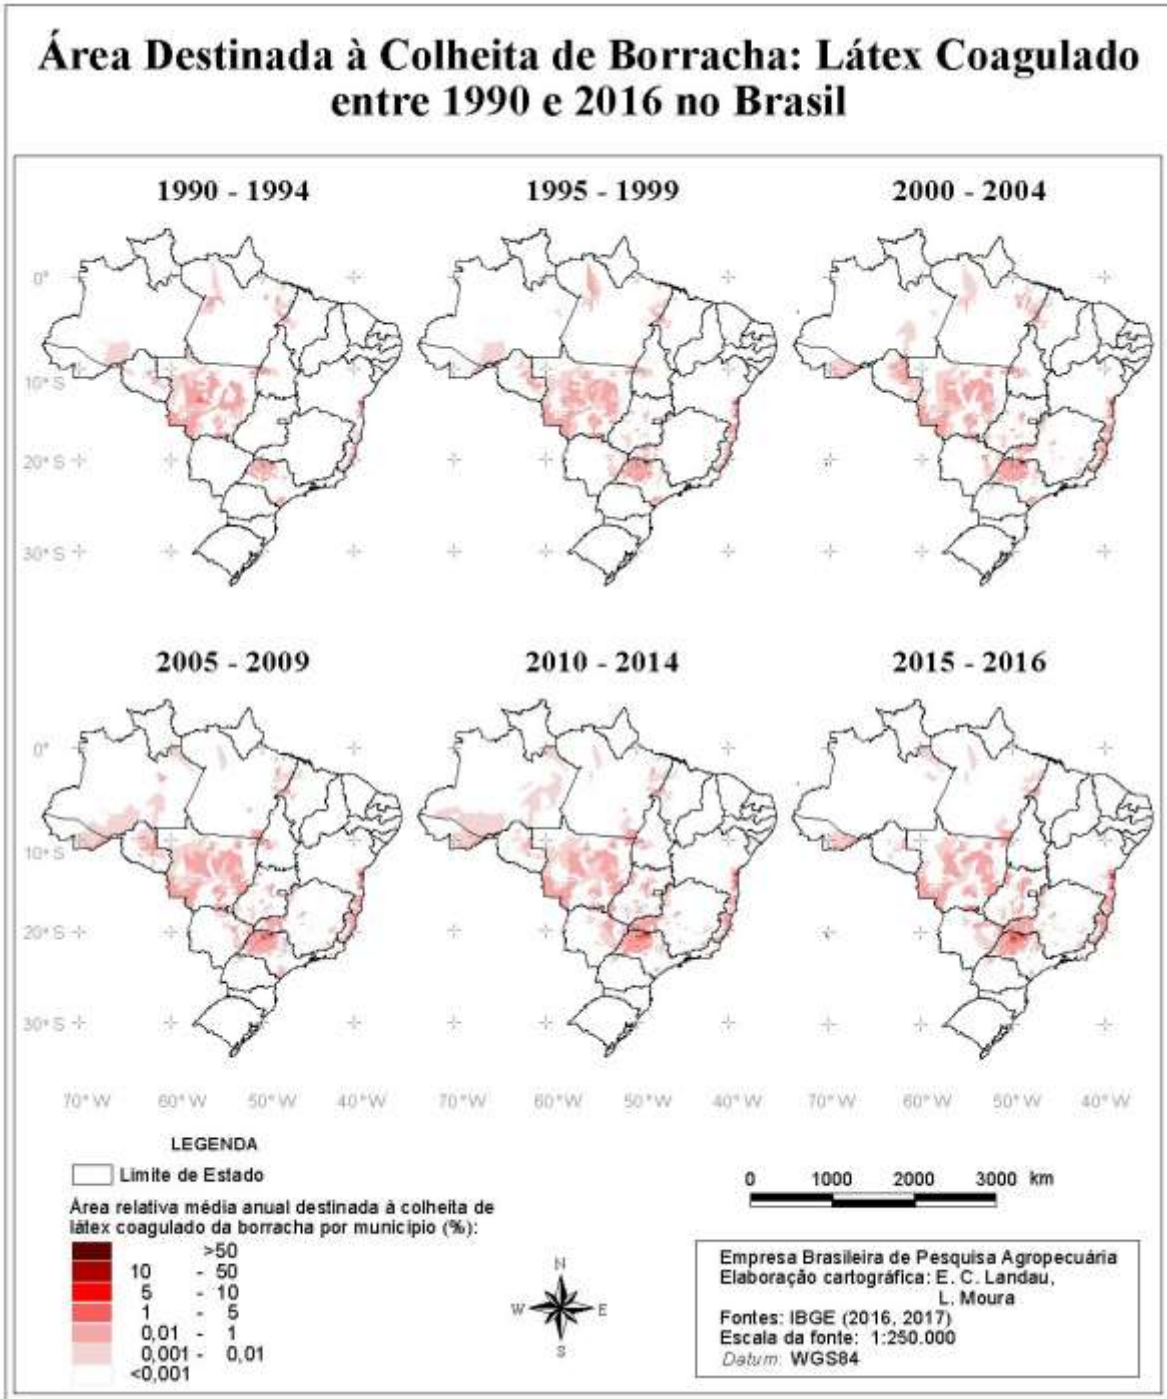 Área Destinada à Colheita de Borracha: Látex Coagulado
entre 1990 e 2016 no Brasil
1990 - 1994
1995 - 1999
2000 - 2004
0°
10° S
20° S
30° S
2005 - 2009
2010 - 2014
2015 - 2016
0°
10° S
20° S
30° S
70° W 60° W 50° W 40° W
70° W 60° W 50° W 40° W
70° W 60° W 50° W 40° W
LEGENDA
Limite de Estado
Área relativa média anual destinada à colheita de
látex coagulado da borracha por município (%):
>50
10 - 50
5 - 10
1 - 5
0,01 - 1
0,001 - 0,01
<0,001
N
W E
S
0 1000 2000 3000 km
Empresa Brasileira de Pesquisa Agropecuária
Elaboração cartográfica: E. C. Landau,
L. Moura
Fontes: IBGE (2016, 2017)
Escala da fonte: 1:250.000
Datum: WGS84